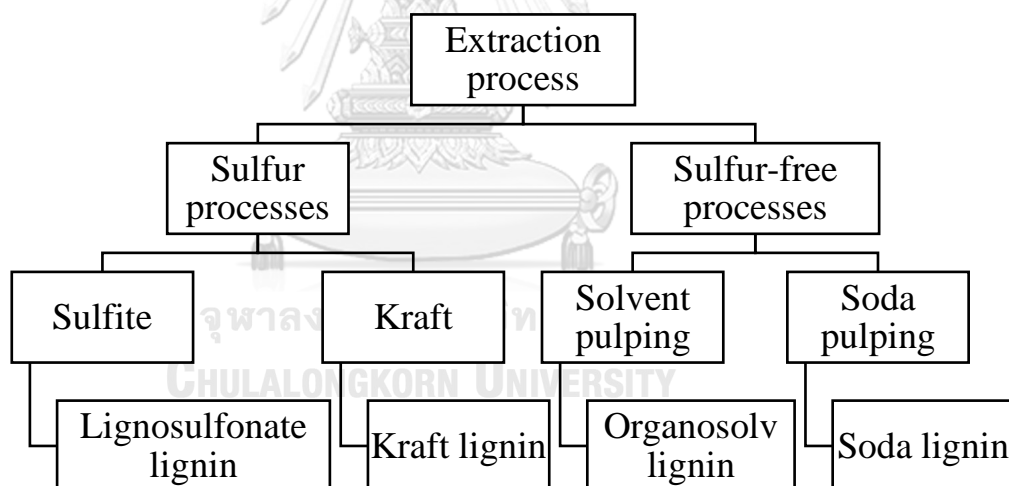 Extraction
process
Sulfur
processes
Sulfur-free
processes
Sulfite
Kraft
Solvent
pulping
Soda
pulping
CHULALONGKORN UNIVERSITY
Lignosulfonate
lignin
Kraft lignin
Organosolv
lignin
Soda lignin